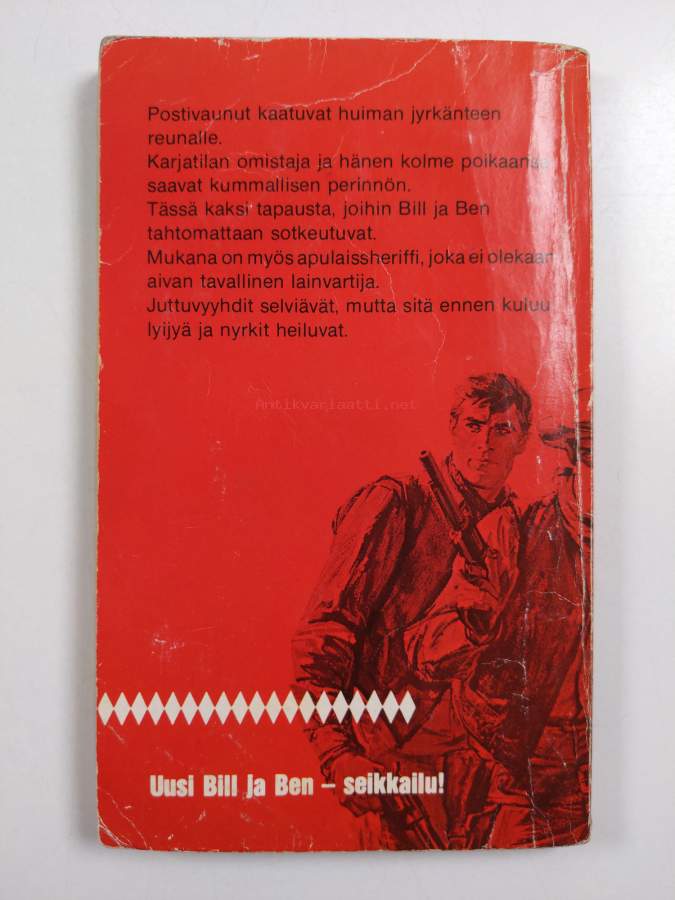 Postivaunut kaatuvat huiman jyrkänteen
reunalle.
Karjatilan omistaja ja hänen kolme poikaansa
saavat kummallisen perinnön.
Tässä kaksi tapausta, joihin Bill ja Ben
tahtomattaan sotkeutuvat.
Mukana on myös apulaissheriffi, joka ei olekaan
aivan tavallinen lainvartija.
Juttuvyyhdit selviävät, mutta sitä ennen kuluu
lyijyä ja nyrkit heiluvat.
Antikvariaatti.net
Uusi Bill ja Ben – seikkailu!